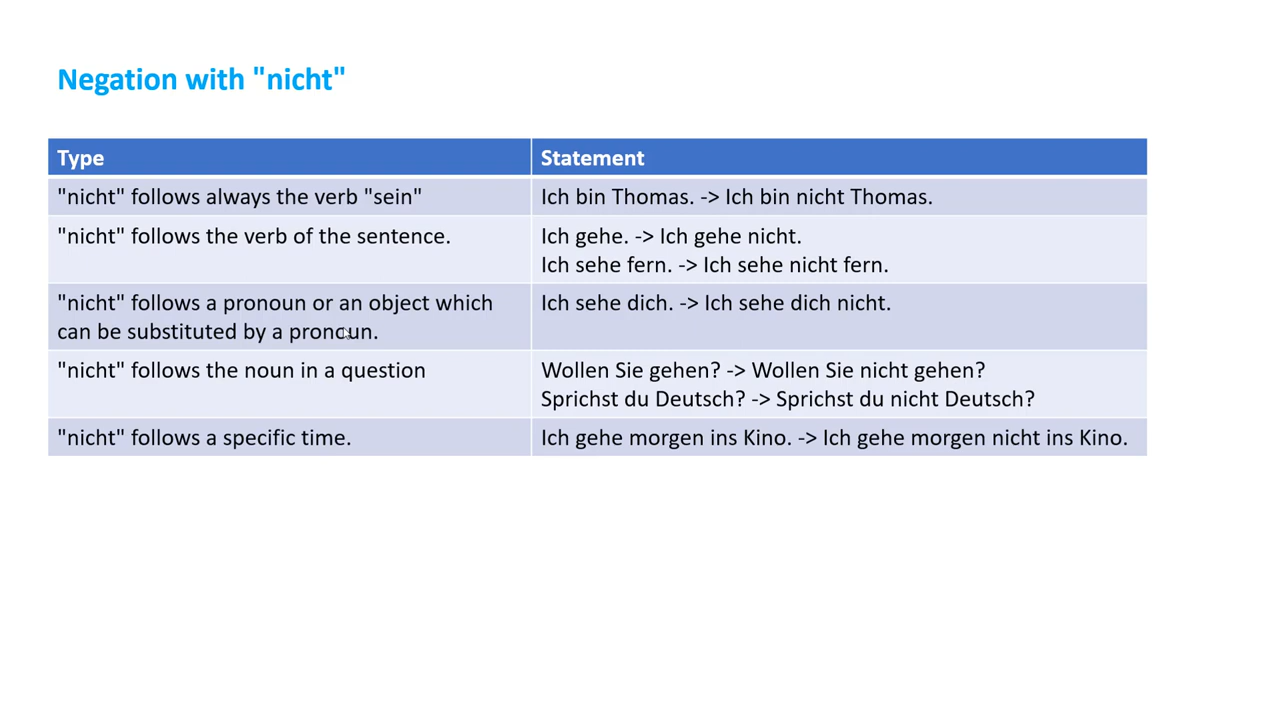 Negation with "nicht"
Type
Statement
"nicht" follows always the verb "sein"
Ich bin Thomas. -> Ich bin nicht Thomas.
"nicht" follows the verb of the sentence.
Ich gehe. -> Ich gehe nicht.
Ich sehe fern. -> Ich sehe nicht fern.
"nicht" follows a pronoun or an object which
can be substituted by a pronoun.
Ich sehe dich. -> Ich sehe dich nicht.
"nicht" follows the noun in a question
Wollen Sie gehen? -> Wollen Sie nicht gehen?
Sprichst du Deutsch? -> Sprichst du nicht Deutsch?
"nicht" follows a specific time.
Ich gehe morgen ins Kino. -> Ich gehe morgen nicht ins Kino.